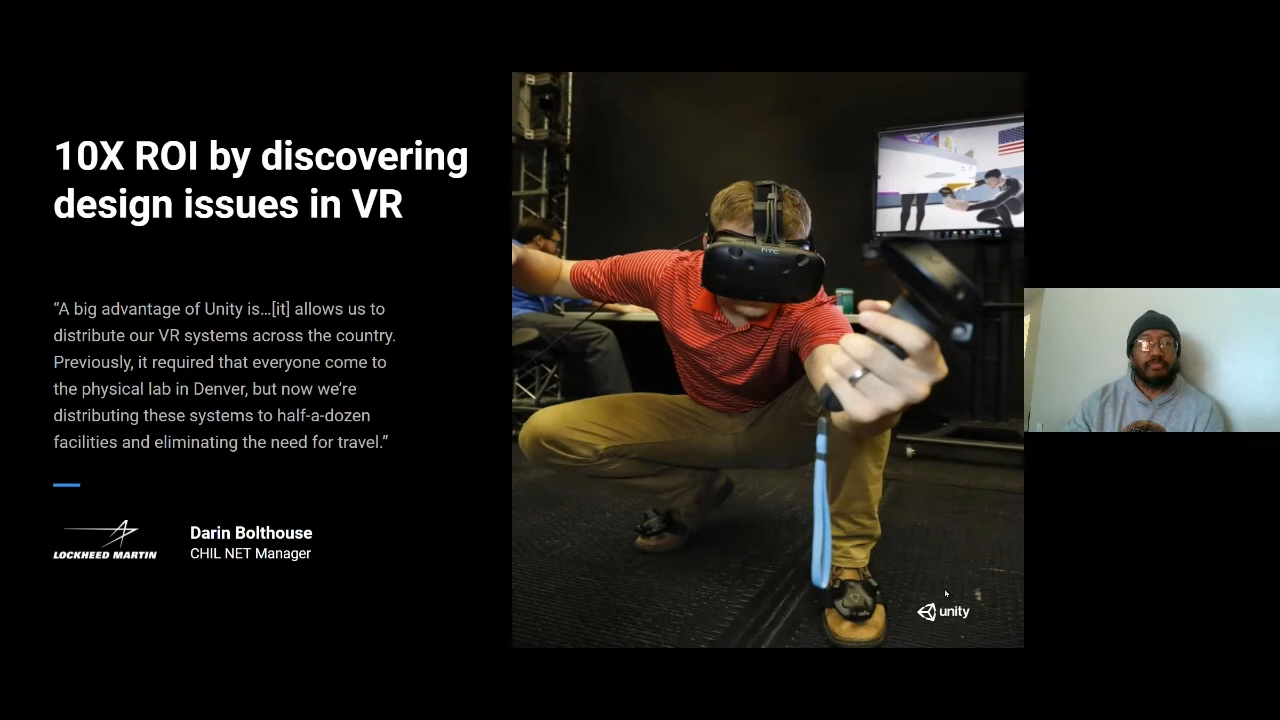 10X ROI by discovering
design issues in VR
“A big advantage of Unity is...[it] allows us to
distribute our VR systems across the country.
Previously, it required that everyone come to
the physical lab in Denver, but now we’re
distributing these systems to half-a-dozen
facilities and eliminating the need for travel.”
LOCKHEED MARTIN
Darin Bolthouse
CHIL NET Manager
hTC
unity